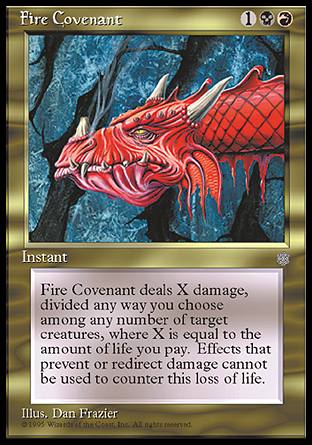 Fire Covenant 1
Instant
Fire Covenant deals X damage,
divided any way you choose
among any number of target
creatures, where X is equal to the
amount of life you pay. Effects that
prevent or redirect damage cannot
be used to counter this loss of life.
Illus. Dan Frazier
©1995 Wizards of the Coast, Inc. All rights reserved.